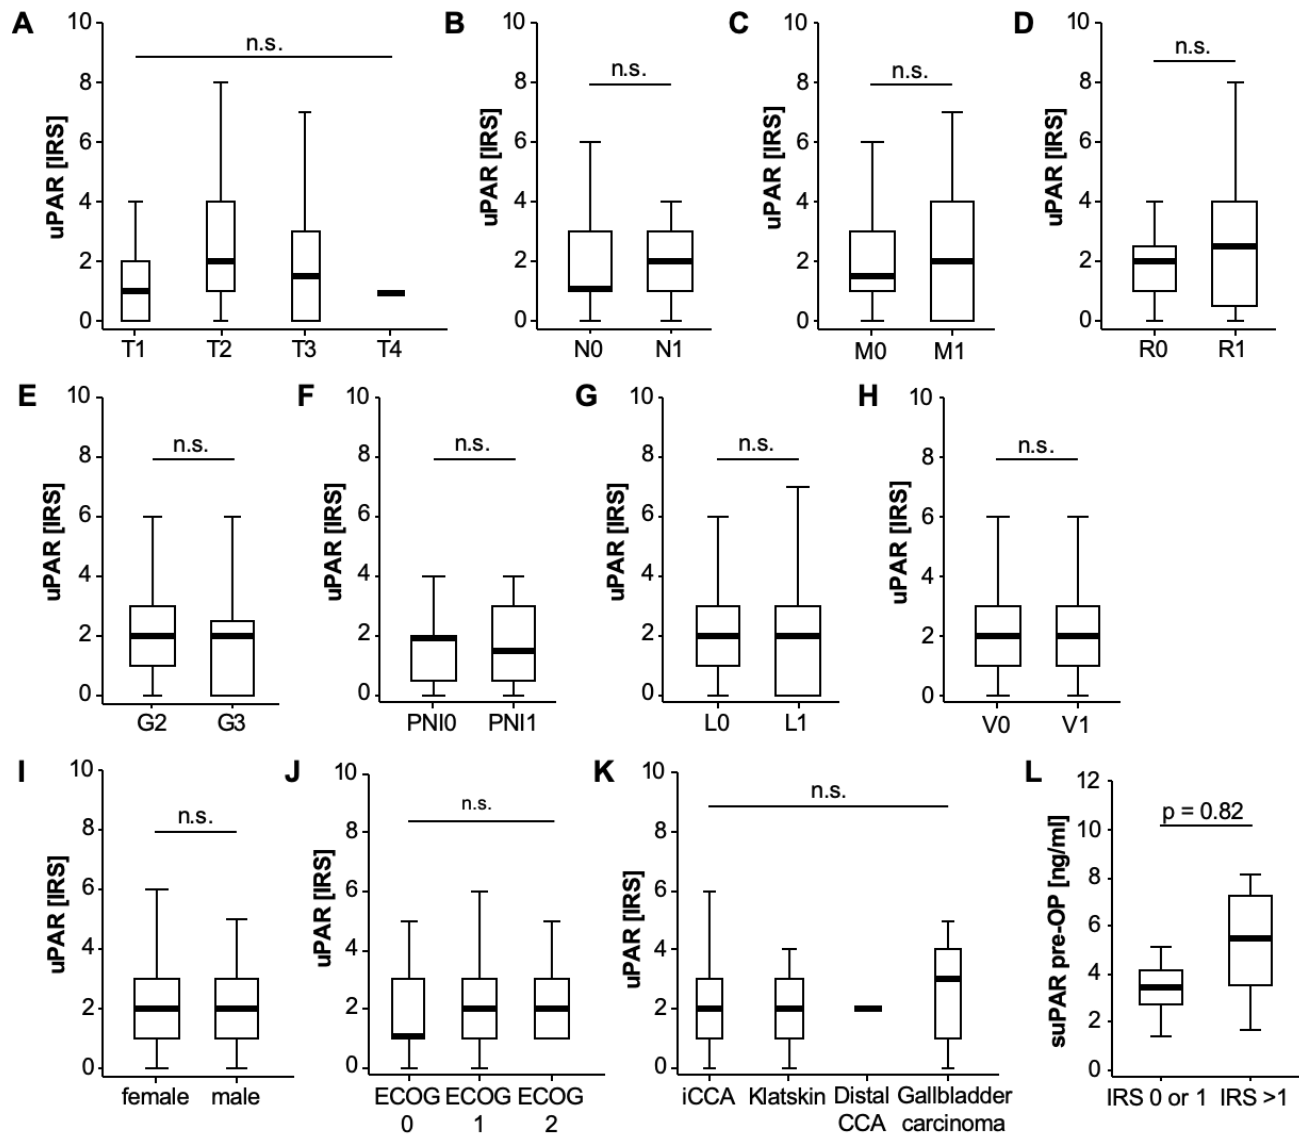 A
B
C
D
10
8
6
4
2
0
uPAR [IRS]
n.s.
T1 T2 T3 T4
10
8
6
4
2
0
uPAR [IRS]
n.s.
N0 N1
10
8
6
4
2
0
uPAR [IRS]
n.s.
M0 M1
10
8
6
4
2
0
uPAR [IRS]
n.s.
R0 R1
E
F
G
H
10
8
6
4
2
0
uPAR [IRS]
n.s.
G2 G3
10
8
6
4
2
0
uPAR [IRS]
n.s.
PNI0 PNI1
10
8
6
4
2
0
uPAR [IRS]
n.s.
L0 L1
10
8
6
4
2
0
uPAR [IRS]
n.s.
V0 V1
I
J
K
L
10
8
6
4
2
0
uPAR [IRS]
n.s.
female male
10
8
6
4
2
0
uPAR [IRS]
n.s.
ECOG ECOG ECOG
0 1 2
10
8
6
4
2
0
uPAR [IRS]
n.s.
iCCA Klatskin Distal Gallbladder
CCA carcinoma
12
10
8
6
4
2
0
suPAR pre-OP [ng/ml]
p = 0.82
IRS 0 or 1 IRS >1